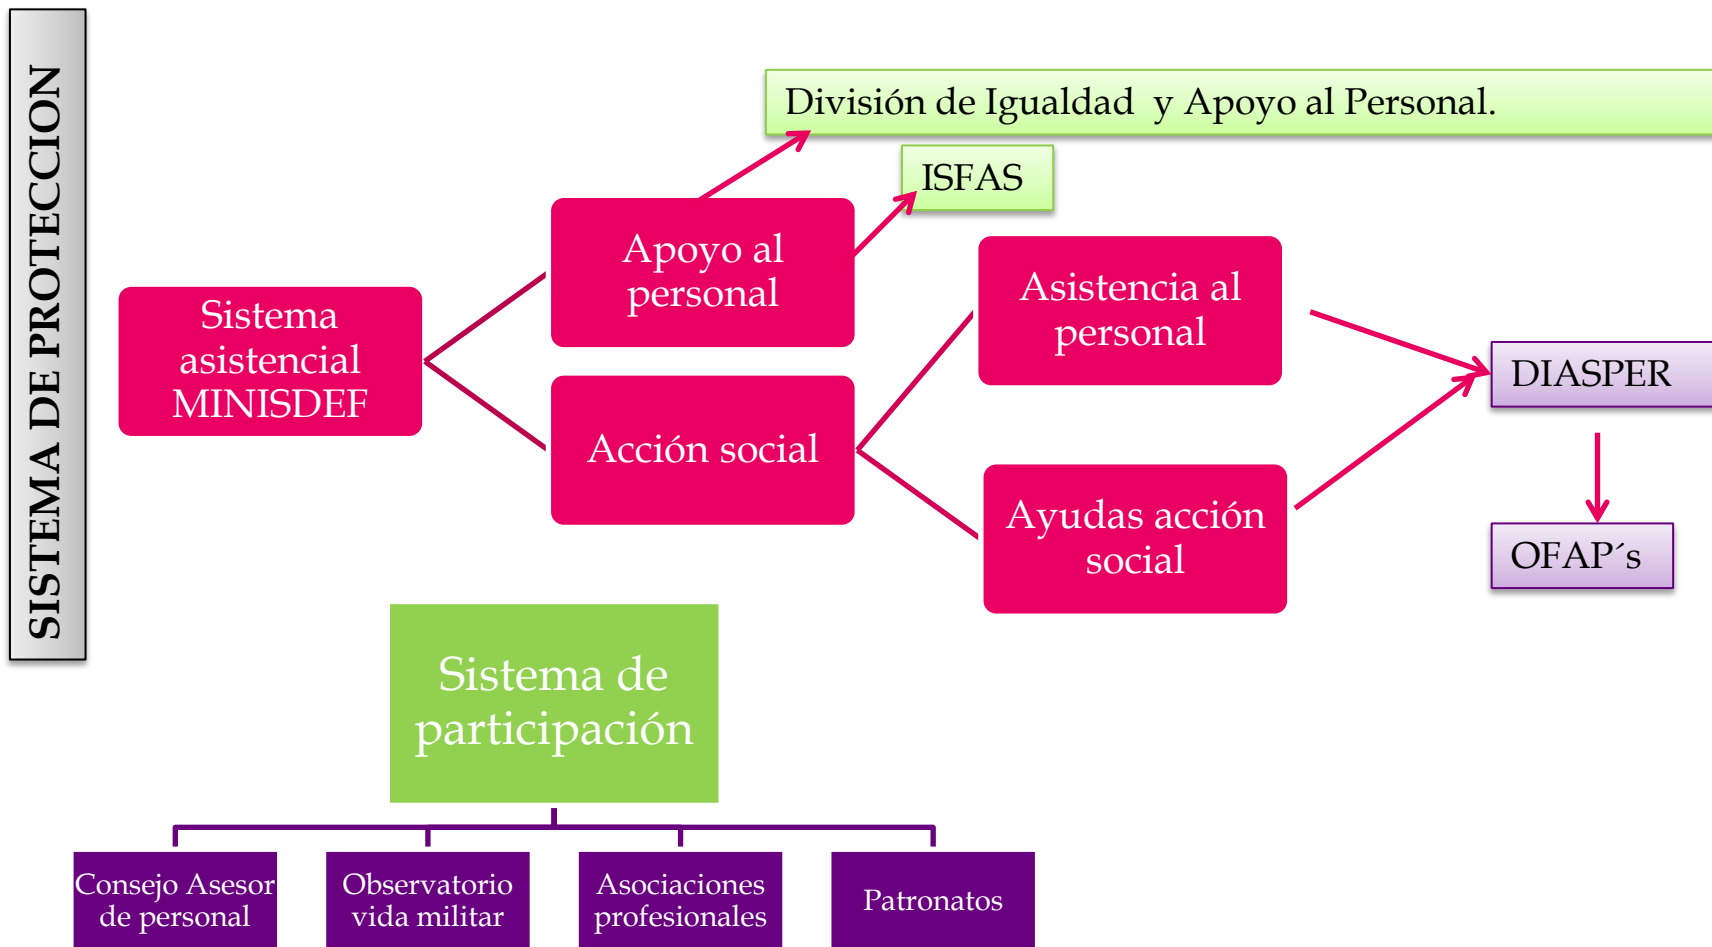 SISTEMA DE PROTECCION
División de Igualdad y Apoyo al Personal.
ISFAS
Apoyo al
personal
Asistencia al
personal
Sistema
asistencial
MINISDEF
DIASPER
Acción social
Ayudas acción
social
OFAP´s
Sistema de
participación
Consejo Asesor
de personal
Observatorio
vida militar
Asociaciones
profesionales
Patronatos